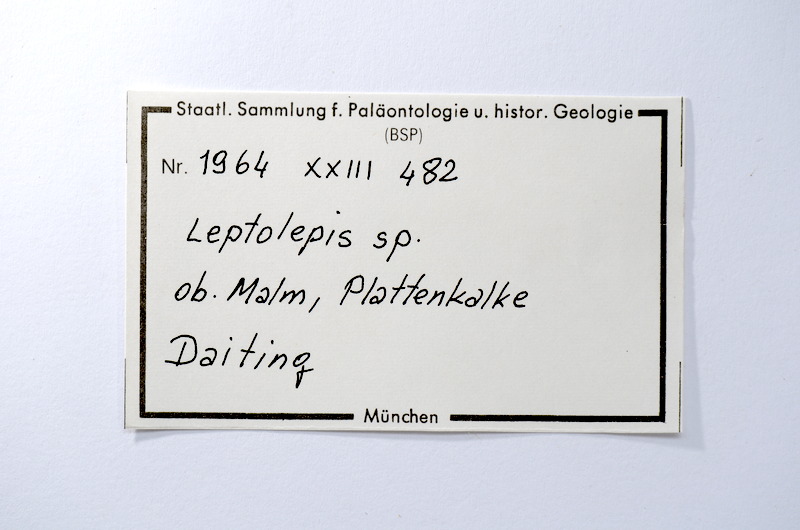 Staatl. Sammlung f. Paläontologie u. histor. Geologie
(BSP)
Nr. 1964 XXIII 482
Leptolepis sp.
ob. Malm, Plattenkalke
Daiting
München